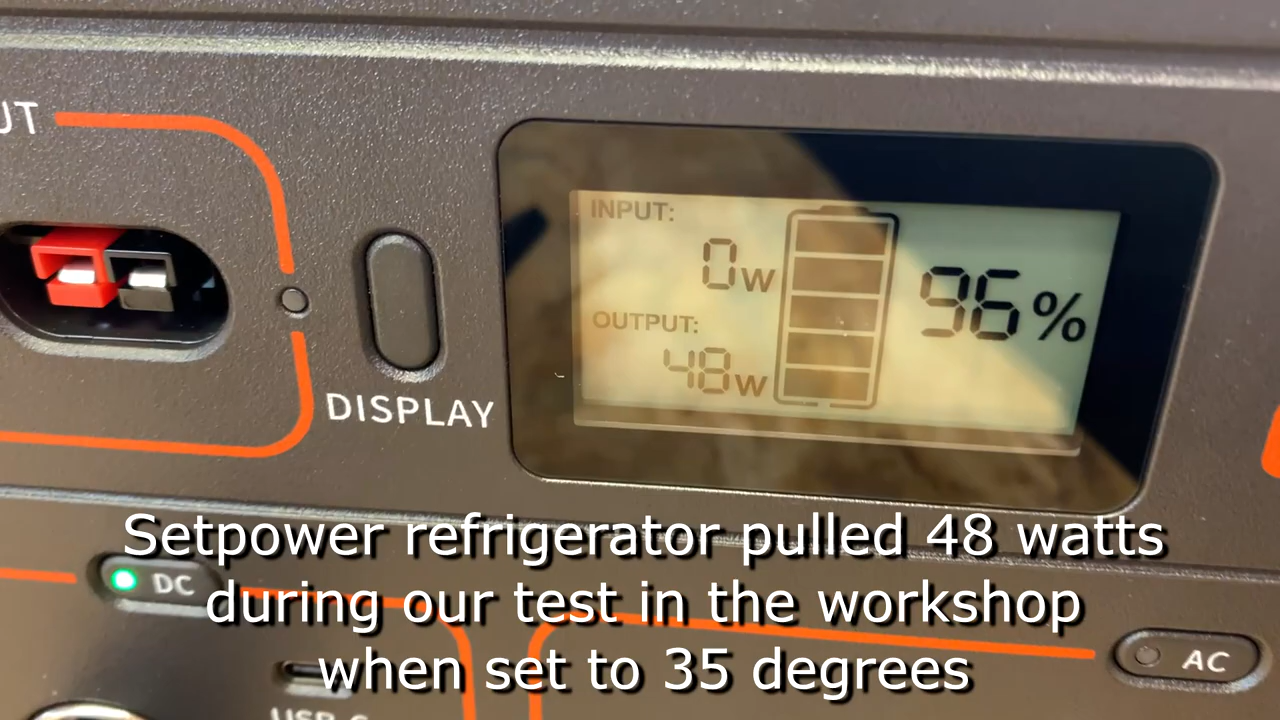 UT
INPUT:
0W
96%
OUTPUT:
48W
DISPLAY
Setpower refrigerator pulled 48 watts
DC
during our test in the workshop
AC
when set to 35 degrees